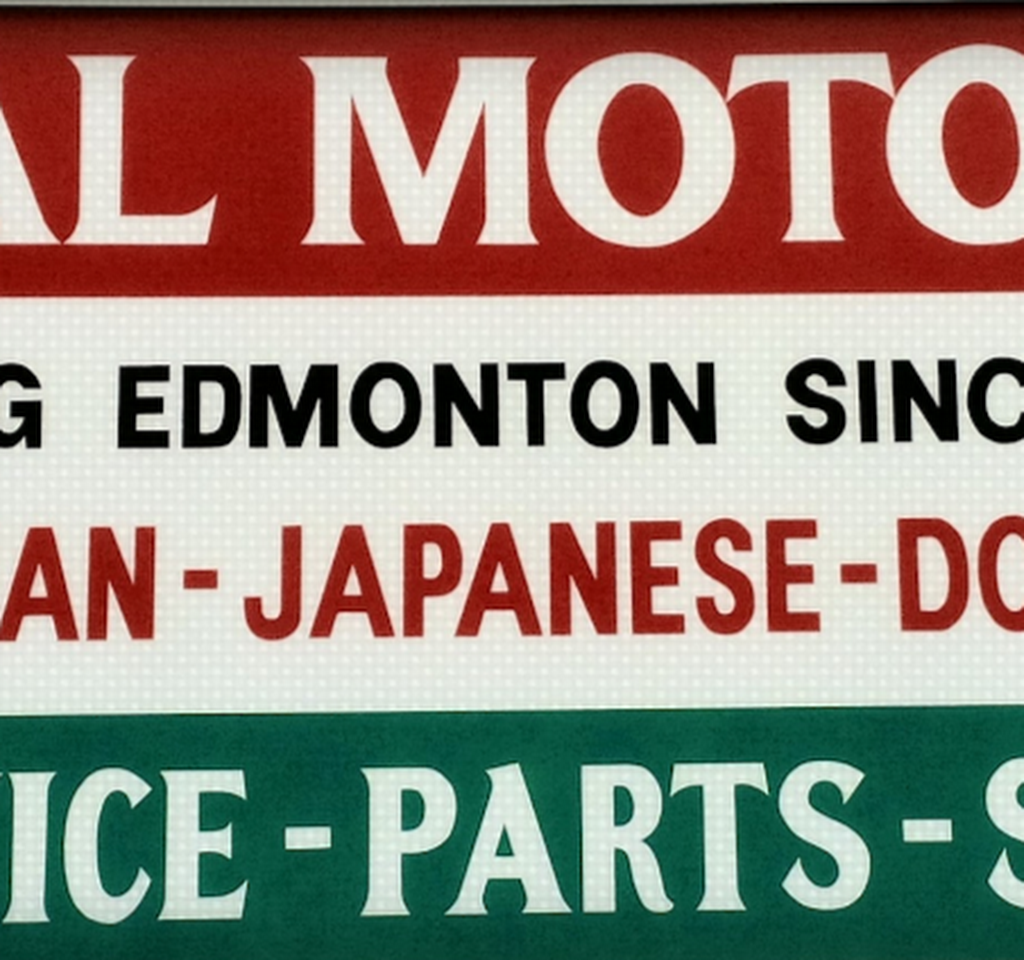 AL MOTO
G EDMONTON SINC
AN - JAPANESE - DO
ICE - PARTS - S